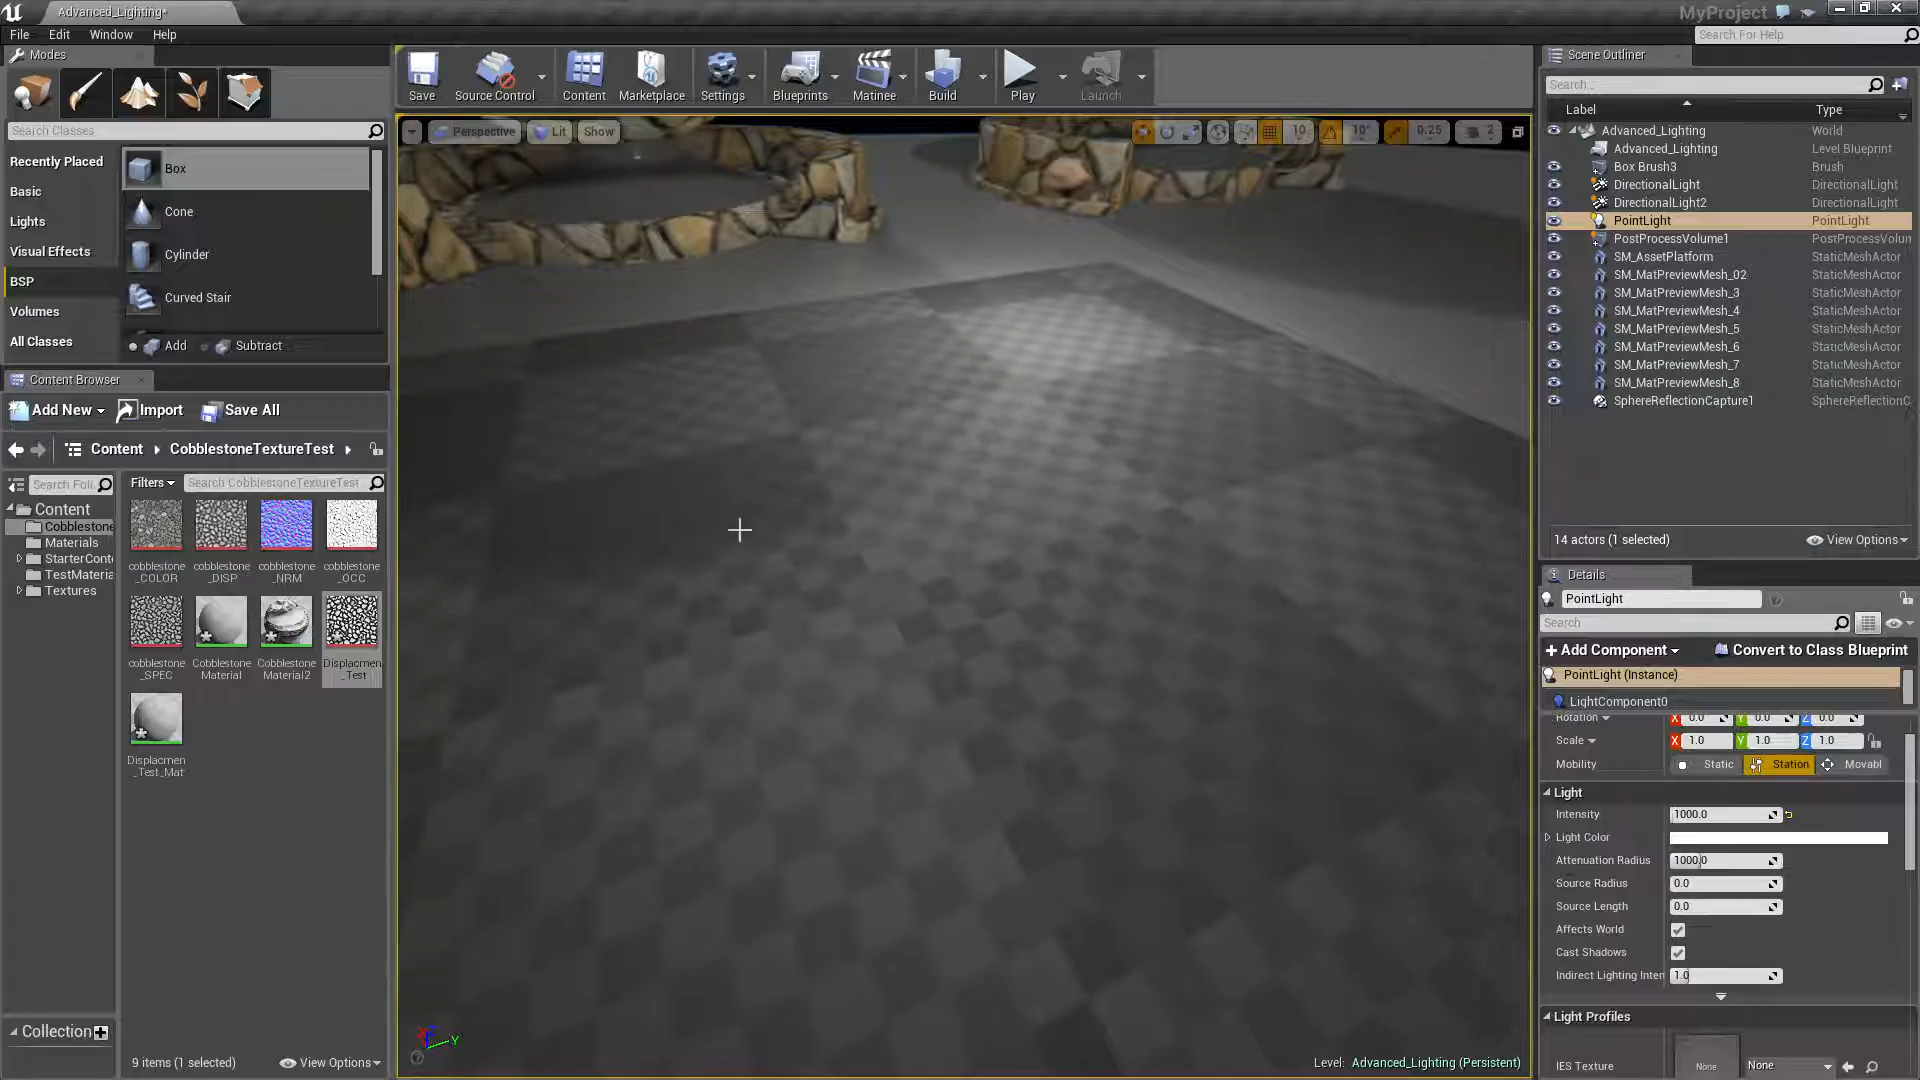 Advanced_Lighting*
MyProject
File
Edit
Window
Help
Search For Help
Modes
Search Classes
Recently Placed
Basic
Lights
Visual Effects
BSP
Volumes
All Classes
Box
Cone
Cylinder
Curved Stair
Add
Subtract
Save
Source Control
Content
Marketplace
Settings
Blueprints
Matinee
Build
Play
Launch
Perspective
Lit
Show
10
10°
0.25
2
Content Browser
Add New
Import
Save All
Content
CobblestoneTextureTest
Search Fol
Filters
Search CobblestoneTextureTest
Content
Cobblestone
Materials
StarterCont
TestMateria
Textures
cobblestone
_COLOR
cobblestone
_DISP
cobblestone
_NRM
cobblestone
_OCC
cobblestone
_SPEC
Cobblestone
Material
Cobblestone
Material2
Displacmen
_Test
Displacmen
_Test_Mat
Collection
9 items (1 selected)
View Options
Level: Advanced_Lighting (Persistent)
X
Y
Scene Outliner
Search...
Label
Type
Advanced_Lighting World
Advanced_Lighting Level Blueprint
Box Brush3 Brush
DirectionalLight DirectionalLight
DirectionalLight2 DirectionalLight
PointLight PointLight
PostProcessVolume1 PostProcessVolum
SM_AssetPlatform StaticMeshActor
SM_MatPreviewMesh_02 StaticMeshActor
SM_MatPreviewMesh_3 StaticMeshActor
SM_MatPreviewMesh_4 StaticMeshActor
SM_MatPreviewMesh_5 StaticMeshActor
SM_MatPreviewMesh_6 StaticMeshActor
SM_MatPreviewMesh_7 StaticMeshActor
SM_MatPreviewMesh_8 StaticMeshActor
SphereReflectionCapture1 SphereReflectionC
14 actors (1 selected)
View Options
Details
PointLight
Search
Add Component
Convert to Class Blueprint
PointLight (Instance)
LightComponent0
Rotation X 0.0 Y 0.0 Z 0.0
Scale X 1.0 Y 1.0 Z 1.0
Mobility Static Station Movabl
Light
Intensity 1000.0
Light Color
Attenuation Radius 1000.0
Source Radius 0.0
Source Length 0.0
Affects World
Cast Shadows
Indirect Lighting Inten 1.0
Light Profiles
IES Texture None None